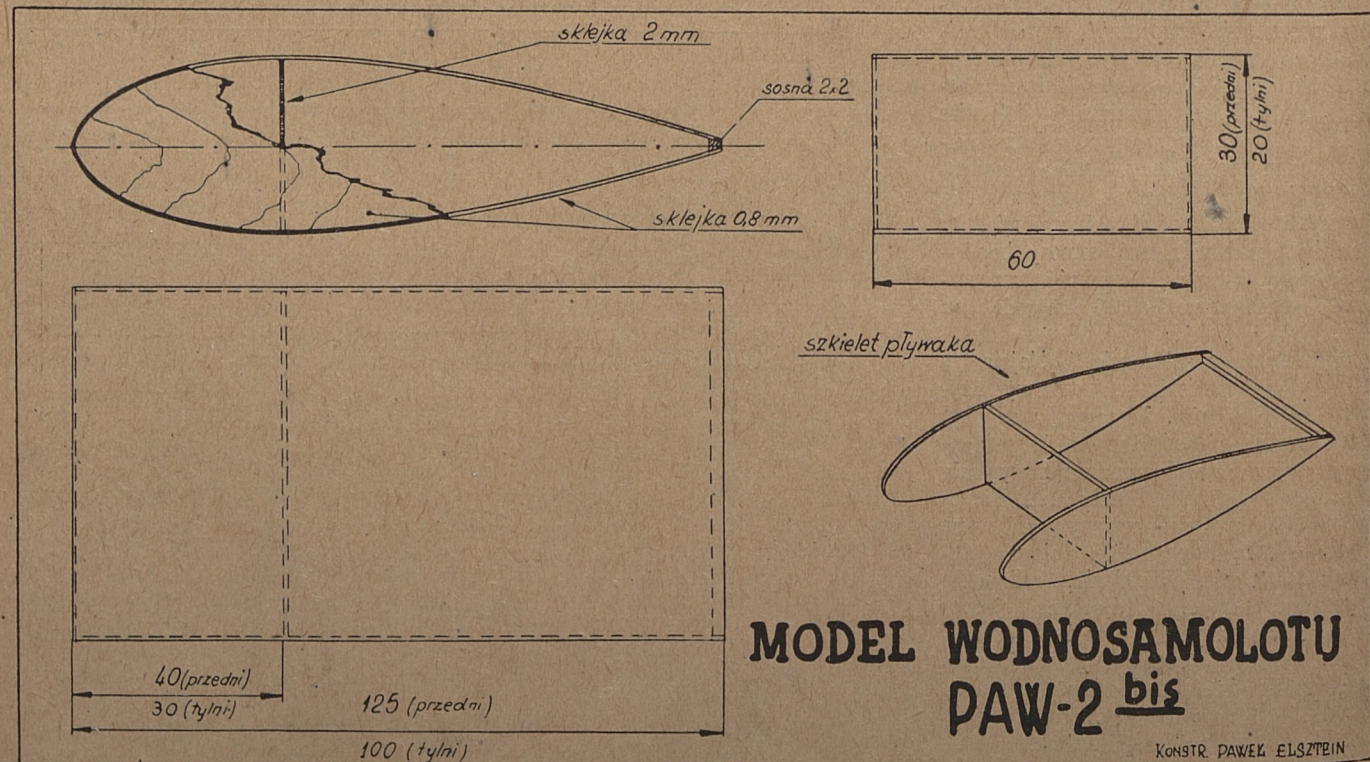 sklejka 2mm
sosna 2x2
sklejka 0,8mm
30(przedni)
20(tylni)
60
szkielet pływaka
40(przedni)
30(tylni)
125(przedni)
100(tylni)
MODEL WODNOSAMOLOTU
PAW-2 bis
KONSTR. PAWEŁ ELSZTEIN